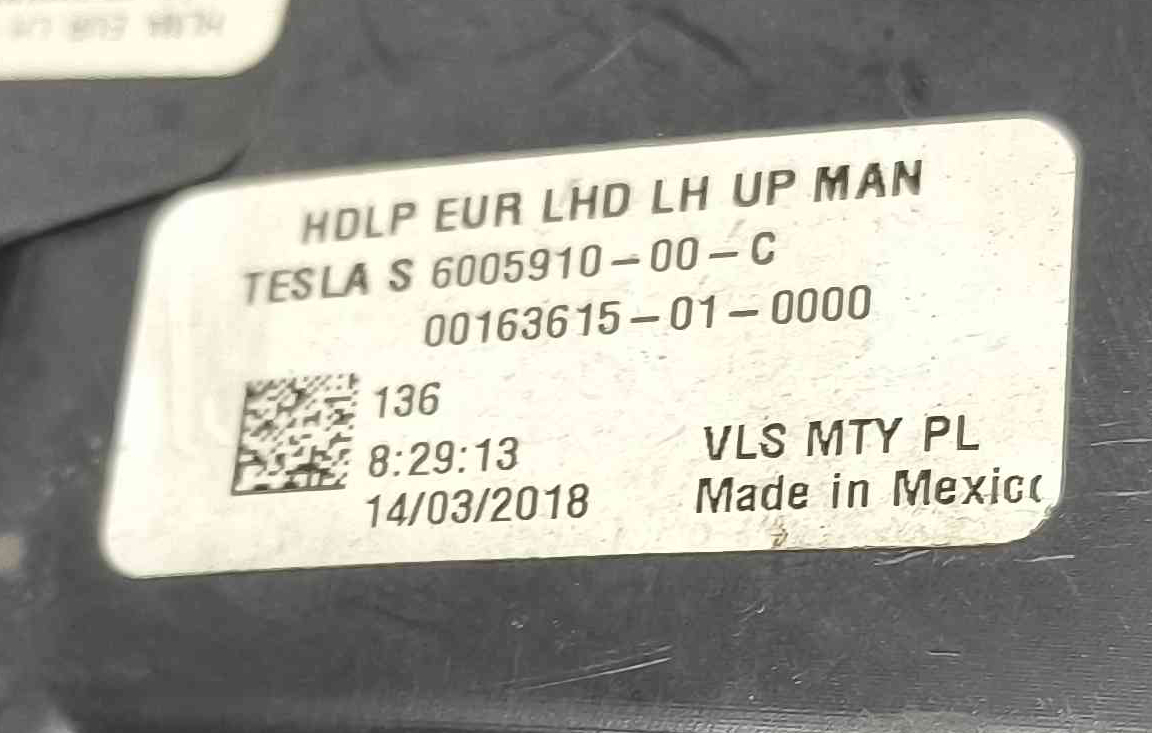 HDLP EUR LHD LH UP MAN
TESLA S 6005910-00-C
00163615-01-0000
136
8:29:13
14/03/2018
VLS MTY PL
Made in Mexico